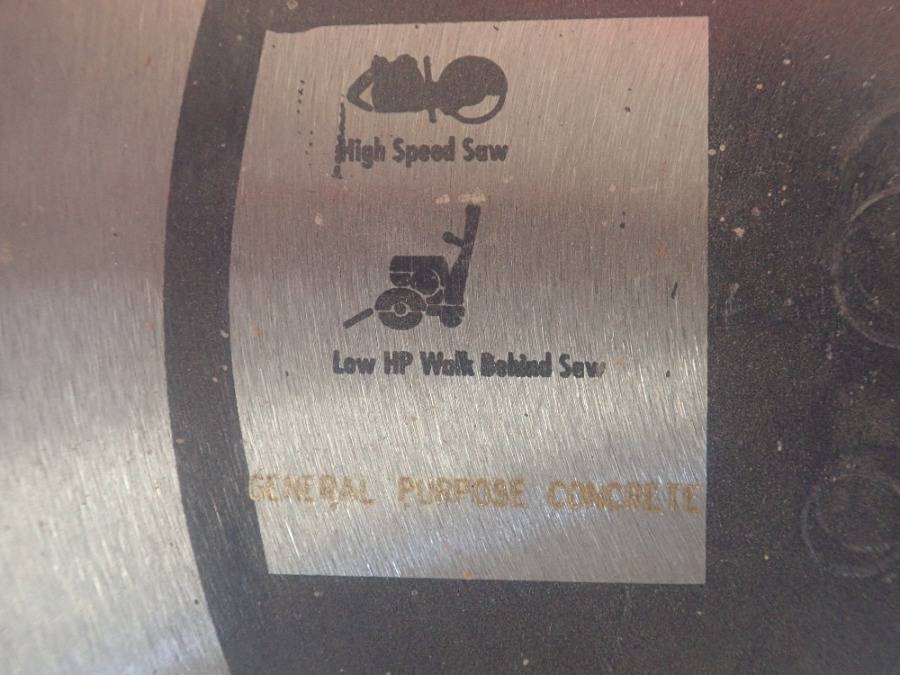 High Speed Saw
Low HP Walk Behind Saw
GENERAL PURPOSE CONCRETE